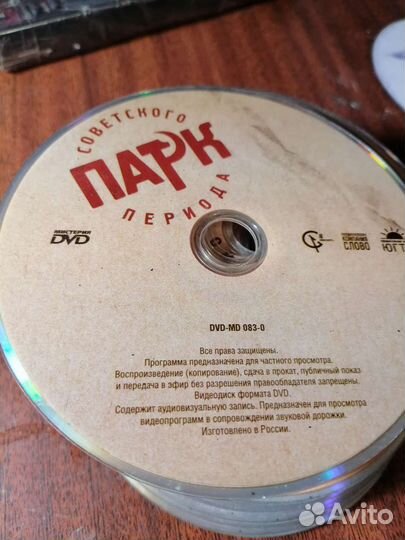 СОВЕТСКОГО
ПАРК
ПЕРИОДА
МИСТЕРИЯ
DVD
СЛОВО
DVD-MD 083-0
Все права защищены.
Программа предназначена для частного просмотра.
Воспроизведение (копирование), сдача в прокат, публичный показ
и передача в эфир без разрешения правообладателя запрещены.
Видеодиск формата DVD.
Содержит аудиовизуальную запись. Предназначен для просмотра
видеопрограмм в сопровождении звуковой дорожки.
Изготовлено в России.
Avito